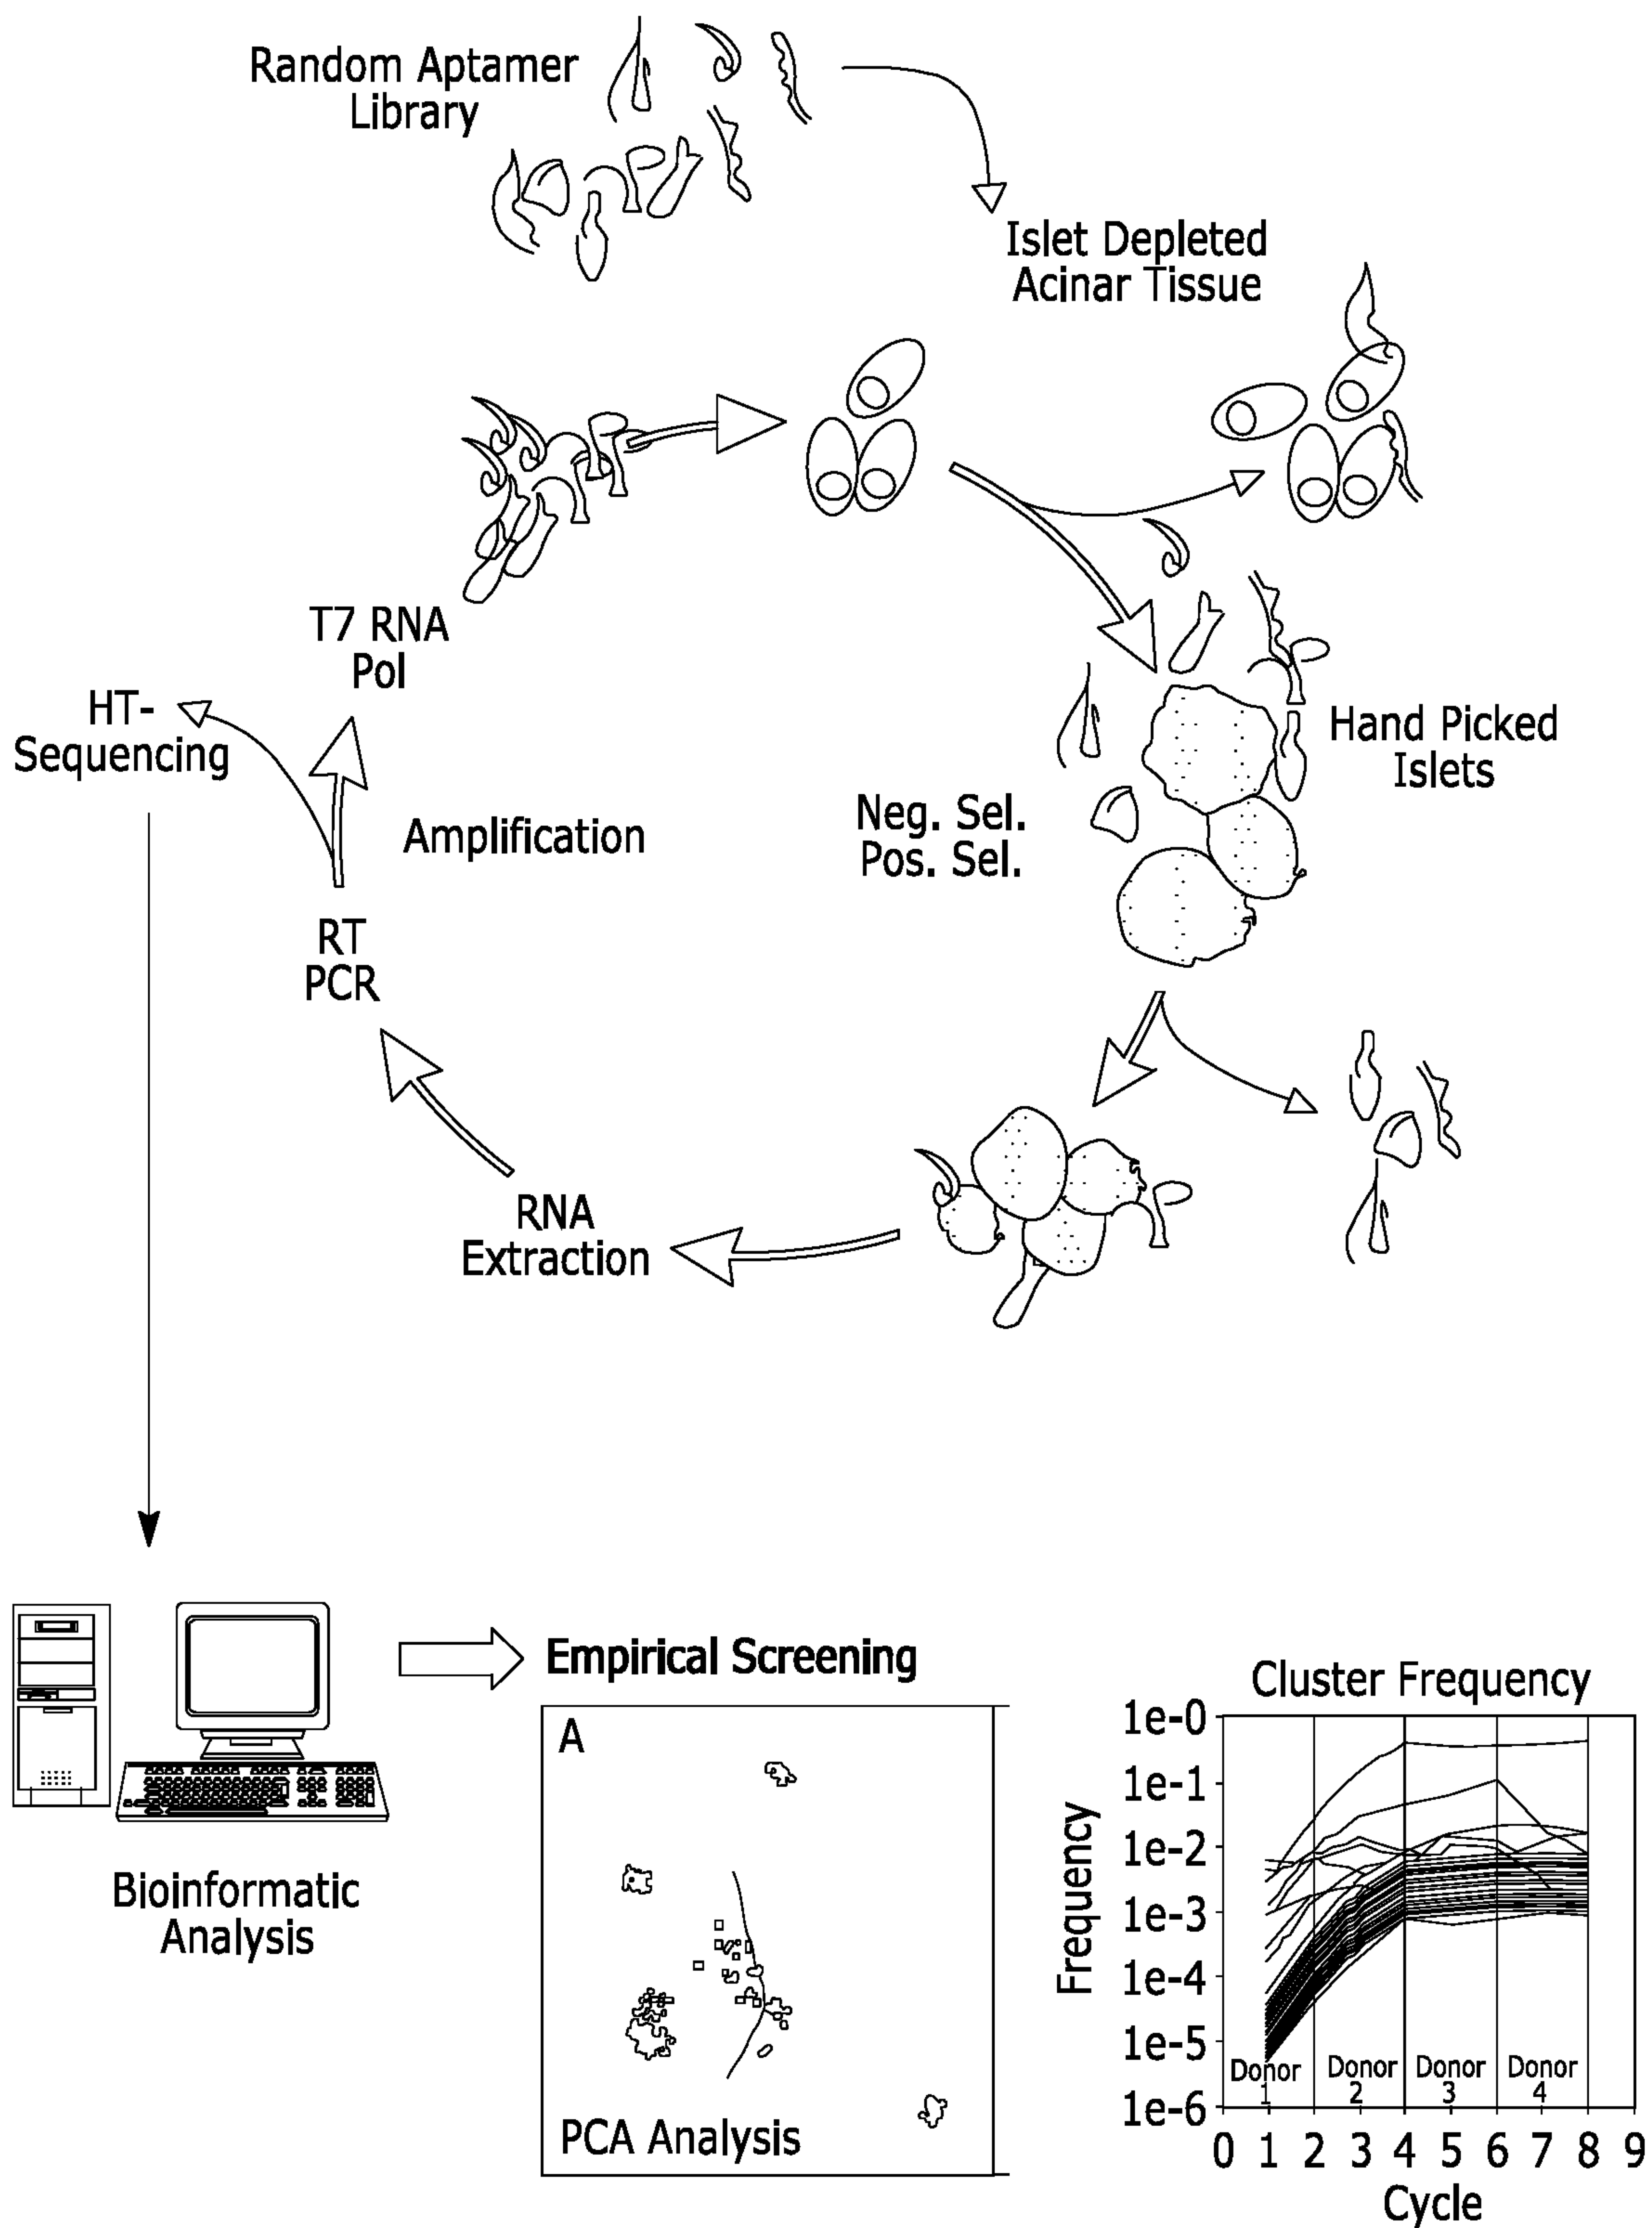 Random Aptamer
Library
Islet Depleted
Acinar Tissue
T7 RNA
Pol
HT-
Sequencing
Amplification
Neg. Sel.
Pos. Sel.
Hand Picked
Islets
RT
PCR
RNA
Extraction
Bioinformatic
Analysis
Empirical Screening
A
PCA Analysis
Cluster Frequency
Frequency
1e-0
1e-1
1e-2
1e-3
1e-4
1e-5
1e-6
Donor
1
Donor
2
Donor
3
Donor
4
0 1 2 3 4 5 6 7 8 9
Cycle